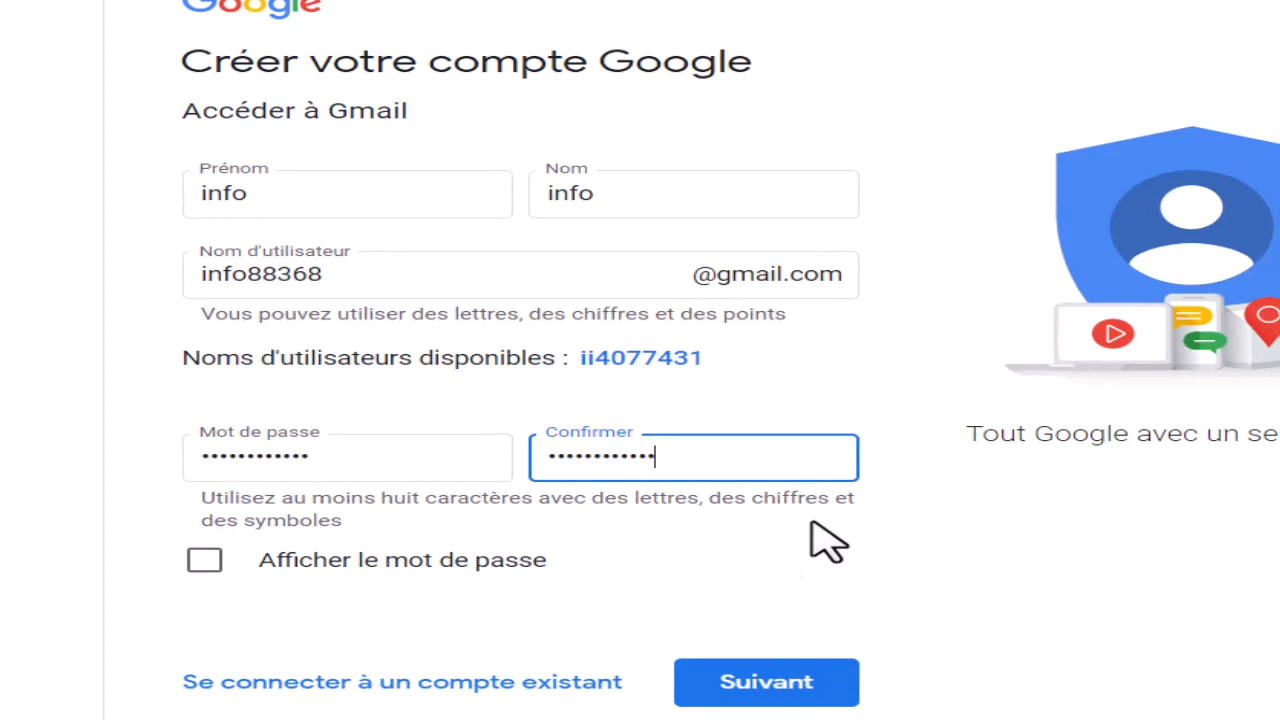 Google
Créer votre compte Google
Accéder à Gmail
Prénom
info
Nom
info
Nom d'utilisateur
info88368
@gmail.com
Vous pouvez utiliser des lettres, des chiffres et des points
Noms d'utilisateurs disponibles : ii4077431
Mot de passe
••••••••••••
Confirmer
••••••••••••
Utilisez au moins huit caractères avec des lettres, des chiffres et
des symboles
Afficher le mot de passe
Se connecter à un compte existant
Suivant
Tout Google avec un se